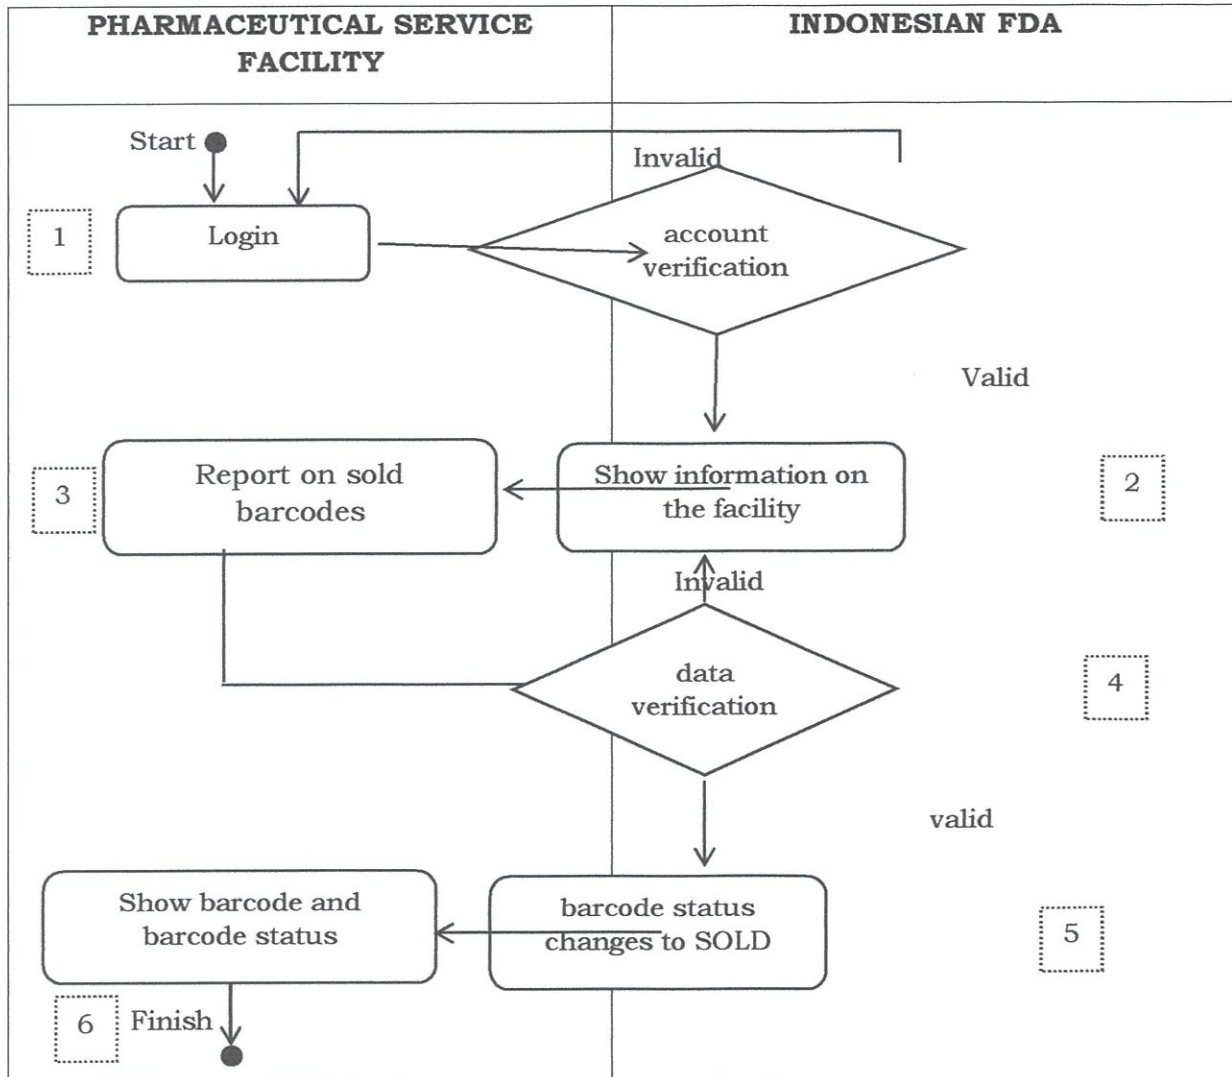 PHARMACEUTICAL SERVICE
FACILITY
INDONESIAN FDA
Start
Invalid
1
Login
account
verification
Valid
3
Report on sold
barcodes
Show information on
the facility
2
Invalid
data
verification
4
valid
Show barcode and
barcode status
barcode status
changes to SOLD
5
6
Finish